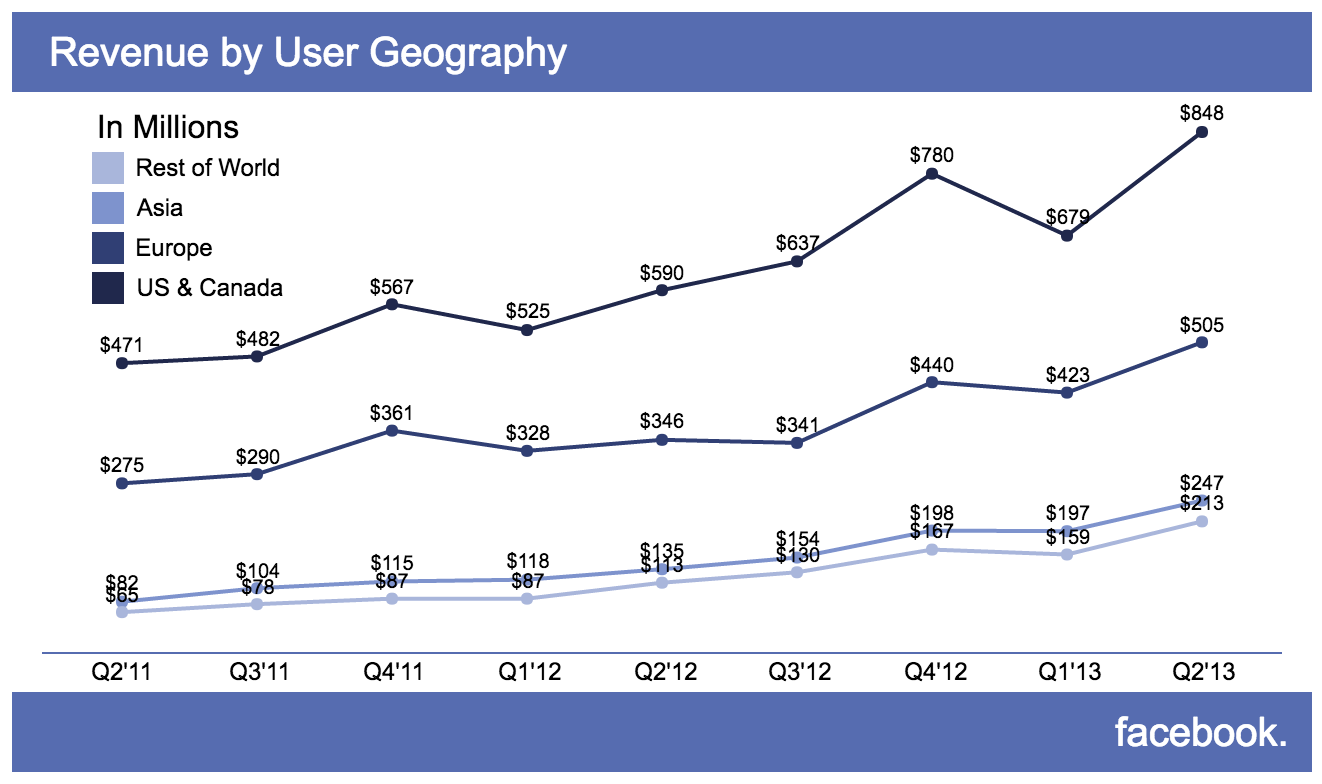 Revenue by User Geography
In Millions
Rest of World
Asia
Europe
US & Canada
$471 $482 $567 $525 $590 $637 $780 $679 $848
$275 $290 $361 $328 $346 $341 $440 $423 $505
$82 $104 $115 $118 $135 $154 $198 $197 $247
$65 $78 $87 $87 $113 $130 $167 $159 $213
Q2'11 Q3'11 Q4'11 Q1'12 Q2'12 Q3'12 Q4'12 Q1'13 Q2'13
facebook.